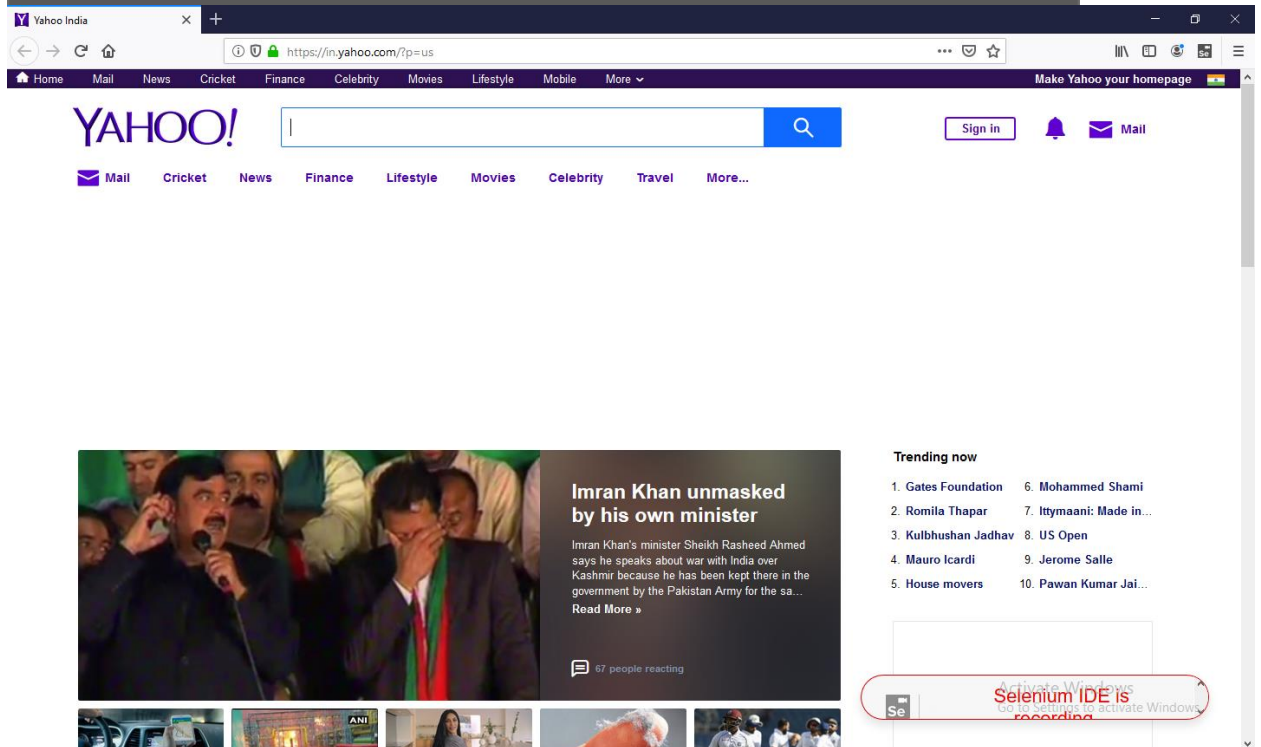 Yahoo India
https://in.yahoo.com/?p=us
Home Mail News Cricket Finance Celebrity Movies Lifestyle Mobile More
Make Yahoo your homepage
YAHOO!
Sign in
Mail
Mail Cricket News Finance Lifestyle Movies Celebrity Travel More...
Imran Khan unmasked
by his own minister
Imran Khan's minister Sheikh Rasheed Ahmed
says he speaks about war with India over
Kashmir because he has been kept there in the
government by the Pakistan Army for the sa...
Read More »
67 people reacting
Trending now
1. Gates Foundation
2. Romila Thapar
3. Kulbhushan Jadhav
4. Mauro Icardi
5. House movers
6. Mohammed Shami
7. Ittymaani: Made in...
8. US Open
9. Jerome Salle
10. Pawan Kumar Jai...
ANI
Se
Selenium IDE is
recording
Activate Windows
Go to Settings to activate Windows.